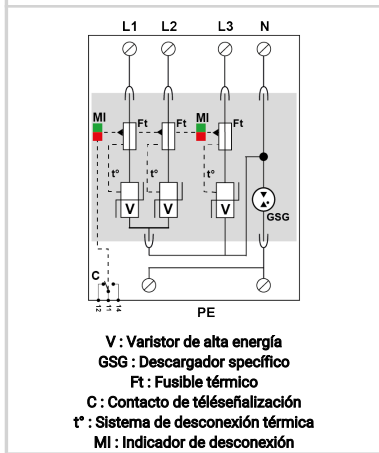 L1 L2 L3 N
MI Ft Ft MI Ft
t° t° t°
V V V GSG
C
12 11 14
PE
V : Varistor de alta energía
GSG : Descargador specífico
Ft : Fusible térmico
C : Contacto de téléseñalización
t° : Sistema de desconexión térmica
MI : Indicador de desconexión